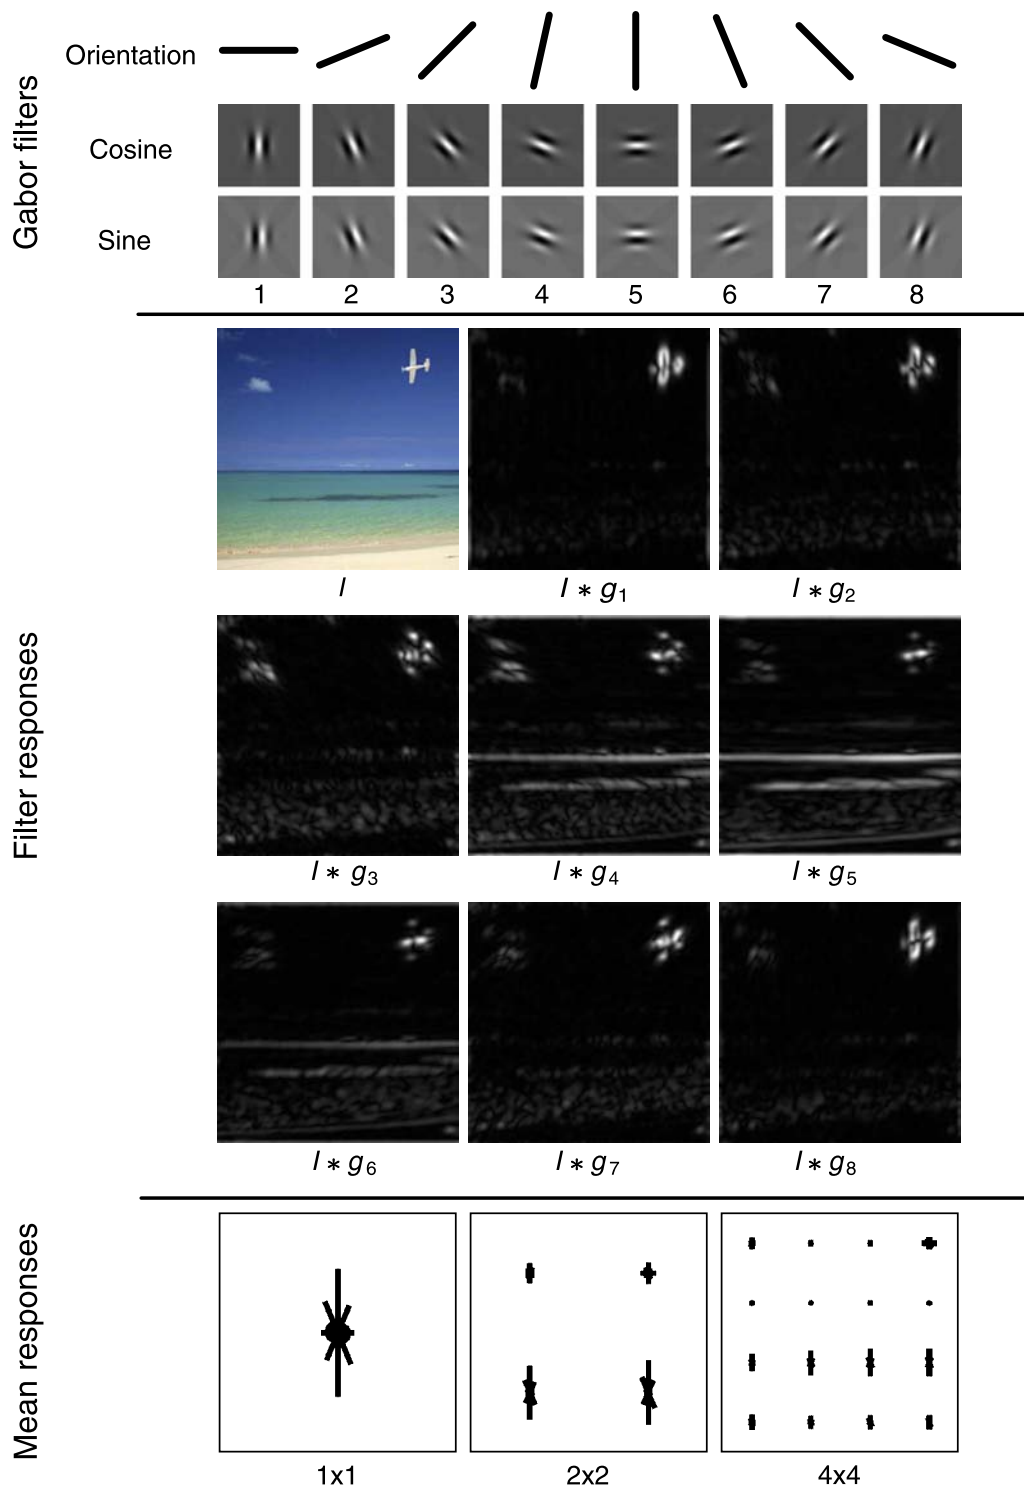 Gabor filters
Orientation
Cosine
Sine
1 2 3 4 5 6 7 8
Filter responses
I
I ∗ g₁
I ∗ g₂
I ∗ g₃
I ∗ g₄
I ∗ g₅
I ∗ g₆
I ∗ g₇
I ∗ g₈
Mean responses
1x1
2x2
4x4